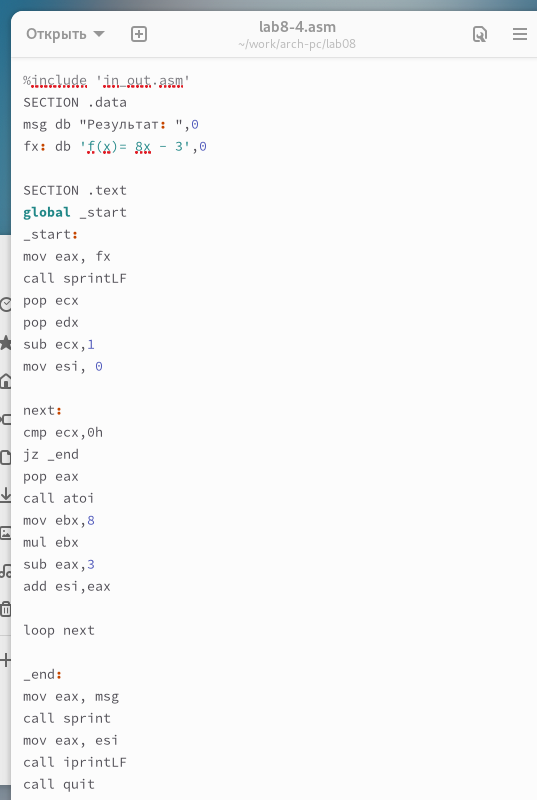 Открыть
lab8-4.asm
~/work/arch-pc/lab08
%include 'in_out.asm'
SECTION .data
msg db "Результат: ",0
fx: db 'f(x)= 8x - 3',0
SECTION .text
global _start
_start:
mov eax, fx
call sprintLF
pop ecx
pop edx
sub ecx,1
mov esi, 0
next:
cmp ecx,0h
jz _end
pop eax
call atoi
mov ebx,8
mul ebx
sub eax,3
add esi,eax
loop next
_end:
mov eax, msg
call sprint
mov eax, esi
call iprintLF
call quit